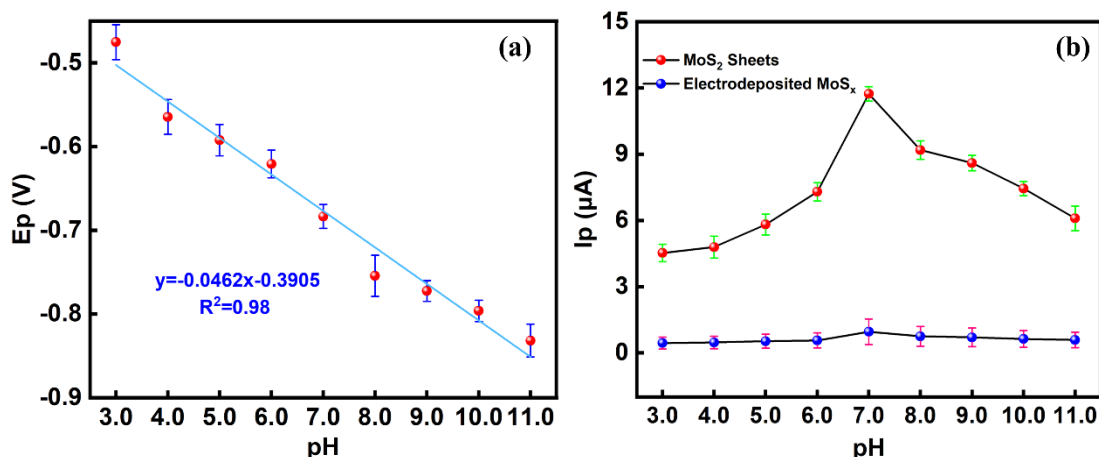 (a)
Ep (V)
-0.5
-0.6
-0.7
-0.8
-0.9
y=-0.0462x-0.3905
R²=0.98
3.0 4.0 5.0 6.0 7.0 8.0 9.0 10.0 11.0
pH
(b)
Ip (μA)
15
12
9
6
3
0
MoS₂ Sheets
Electrodeposited MoSₓ
3.0 4.0 5.0 6.0 7.0 8.0 9.0 10.0 11.0
pH